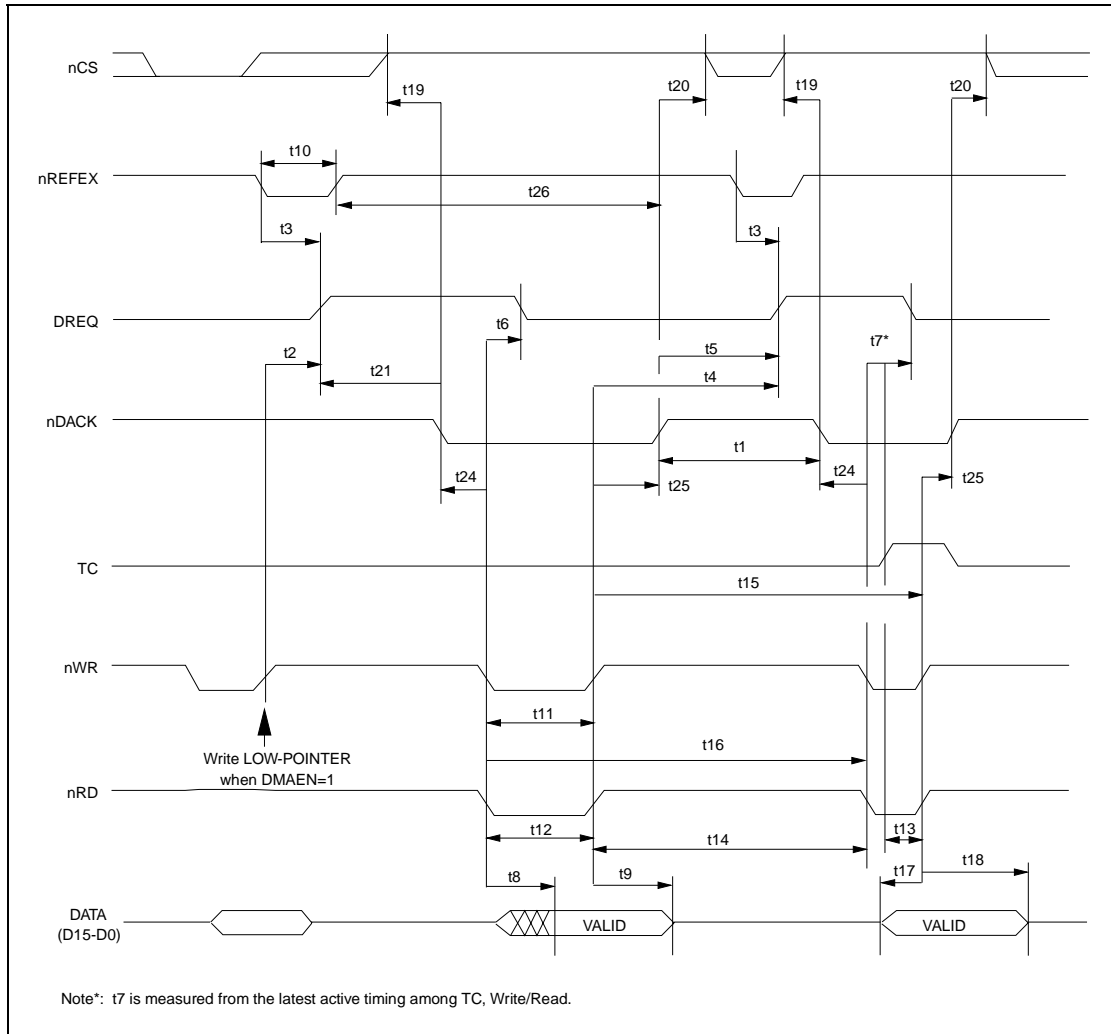 nCS
t19
t20
t19
t20
t10
nREFEX
t26
t3
t3
DREQ
t6
t7*
t2
t5
t21
t4
nDACK
t1
t24
t25
t24
t25
TC
t15
nWR
t11
Write LOW-POINTER
when DMAEN=1
t16
nRD
t12
t13
t14
t8
t9
t17
t18
DATA
(D15-D0)
VALID
VALID
Note*: t7 is measured from the latest active timing among TC, Write/Read.